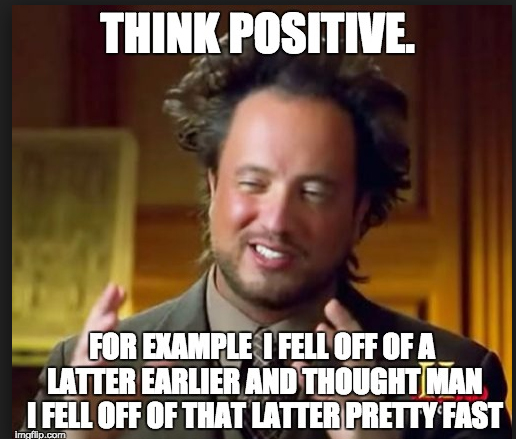 THINK POSITIVE.
FOR EXAMPLE I FELL OFF OF A
LATTER EARLIER AND THOUGHT MAN
I FELL OFF OF THAT LATTER PRETTY FAST
imgflip.com